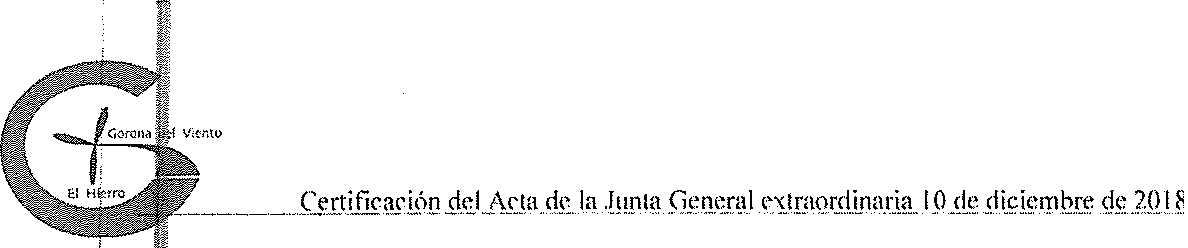 Gorona del Viento
El Hierro
Certificación del Acta de la Junta General extraordinaria 10 de diciembre de 2018